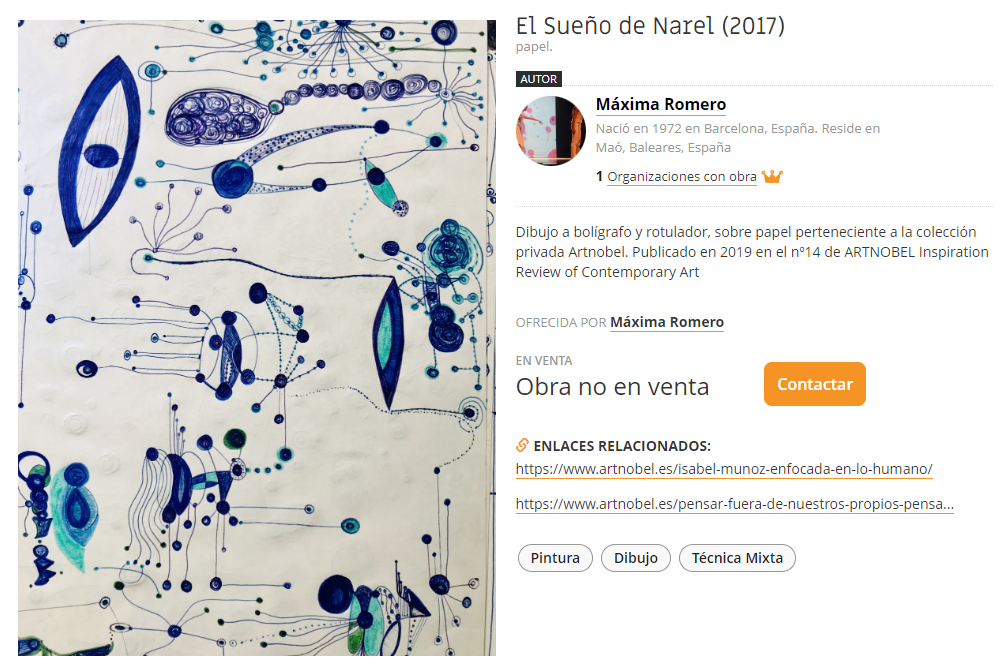 El Sueño de Narel (2017)
papel.
AUTOR
Máxima Romero
Nació en 1972 en Barcelona, España. Reside en
Maó, Baleares, España
1 Organizaciones con obra
Dibujo a bolígrafo y rotulador, sobre papel perteneciente a la colección
privada Artnobel. Publicado en 2019 en el nº14 de ARTNOBEL Inspiration
Review of Contemporary Art
OFRECIDA POR Máxima Romero
EN VENTA
Obra no en venta
Contactar
ENLACES RELACIONADOS:
https://www.artnobel.es/isabel-munoz-enfocada-en-lo-humano/
https://www.artnobel.es/pensar-fuera-de-nuestros-propios-pensa...
Pintura Dibujo Técnica Mixta